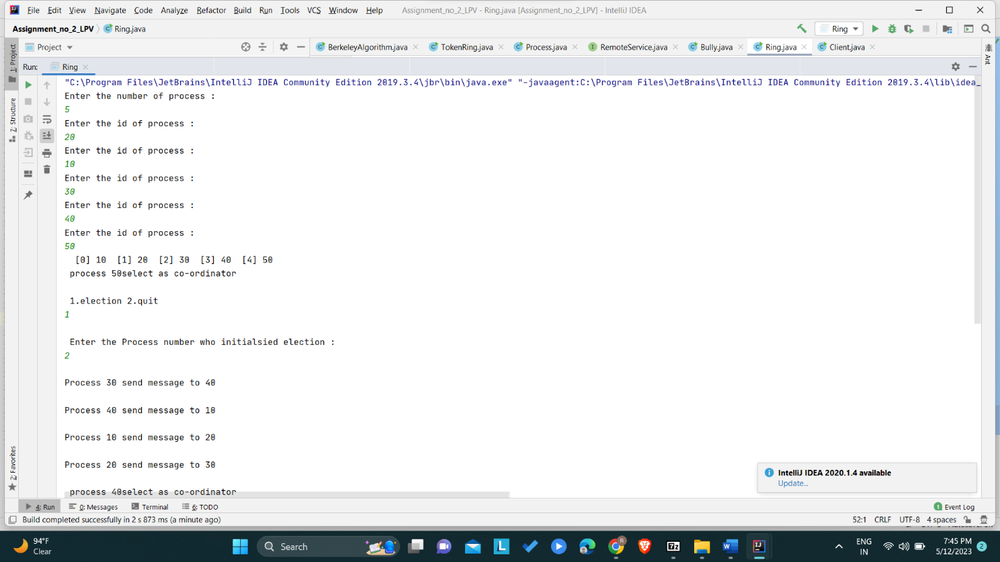 File Edit View Navigate Code Analyze Refactor Build Run Tools VCS Window Help Assignment_no_2_LPV - Ring.java [Assignment_no_2_LPV] - IntelliJ IDEA
Assignment_no_2_LPV Ring.java Ring
Project BerkeleyAlgorithm.java TokenRing.java Process.java RemoteService.java Bully.java Ring.java Client.java
1: Project
Ant
Run: Ring
"C:\Program Files\JetBrains\IntelliJ IDEA Community Edition 2019.3.4\jbr\bin\java.exe" "-javaagent:C:\Program Files\JetBrains\IntelliJ IDEA Community Edition 2019.3.4\lib\idea_
Enter the number of process :
5
Enter the id of process :
20
Enter the id of process :
10
Enter the id of process :
30
Enter the id of process :
40
Enter the id of process :
50
[0] 10 [1] 20 [2] 30 [3] 40 [4] 50
process 50select as co-ordinator
1.election 2.quit
1
Enter the Process number who initialsied election :
2
Process 30 send message to 40
Process 40 send message to 10
Process 10 send message to 20
Process 20 send message to 30
process 40select as co-ordinator
Z: Structure
2: Favorites
IntelliJ IDEA 2020.1.4 available
Update...
4: Run 0: Messages Terminal 6: TODO 1 Event Log
Build completed successfully in 2 s 873 ms (a minute ago) 52:1 CRLF UTF-8 4 spaces
94°F
Clear
Search
ENG
IN
7:45 PM
5/12/2023
2